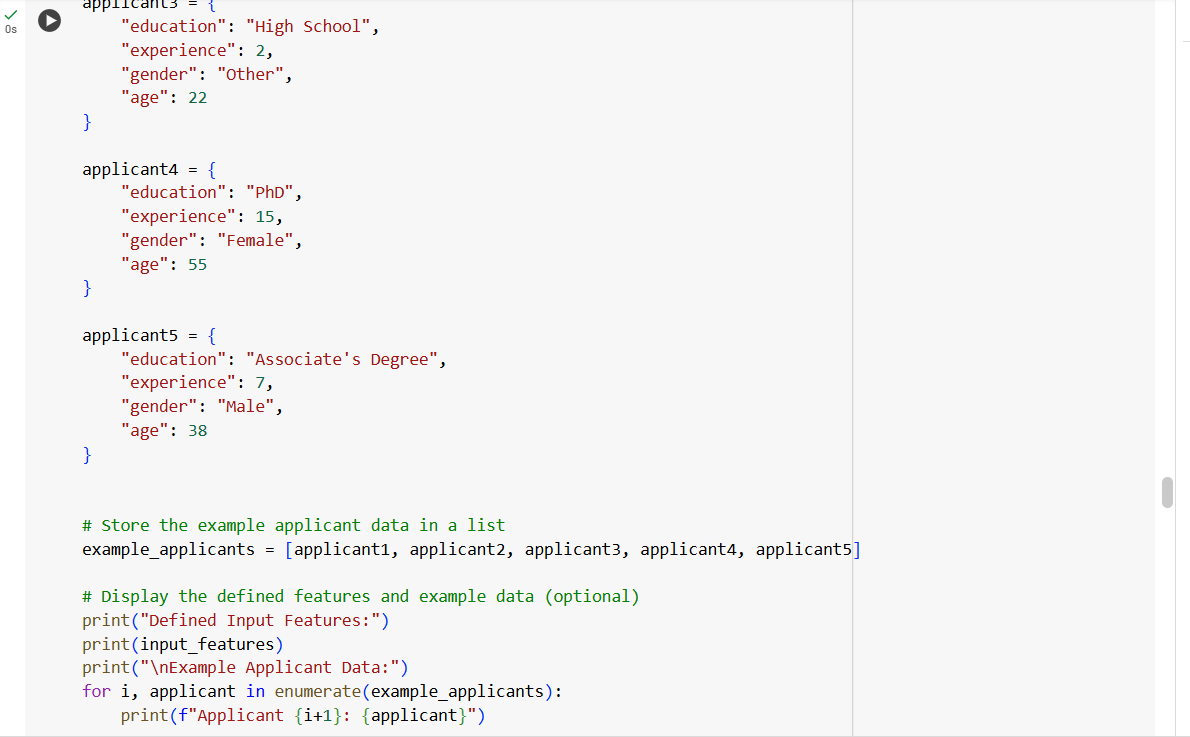 applicant3 = {
    "education": "High School",
    "experience": 2,
    "gender": "Other",
    "age": 22
}

applicant4 = {
    "education": "PhD",
    "experience": 15,
    "gender": "Female",
    "age": 55
}

applicant5 = {
    "education": "Associate's Degree",
    "experience": 7,
    "gender": "Male",
    "age": 38
}

# Store the example applicant data in a list
example_applicants = [applicant1, applicant2, applicant3, applicant4, applicant5]

# Display the defined features and example data (optional)
print("Defined Input Features:")
print(input_features)
print("\nExample Applicant Data:")
for i, applicant in enumerate(example_applicants):
    print(f"Applicant {i+1}: {applicant}")
0s